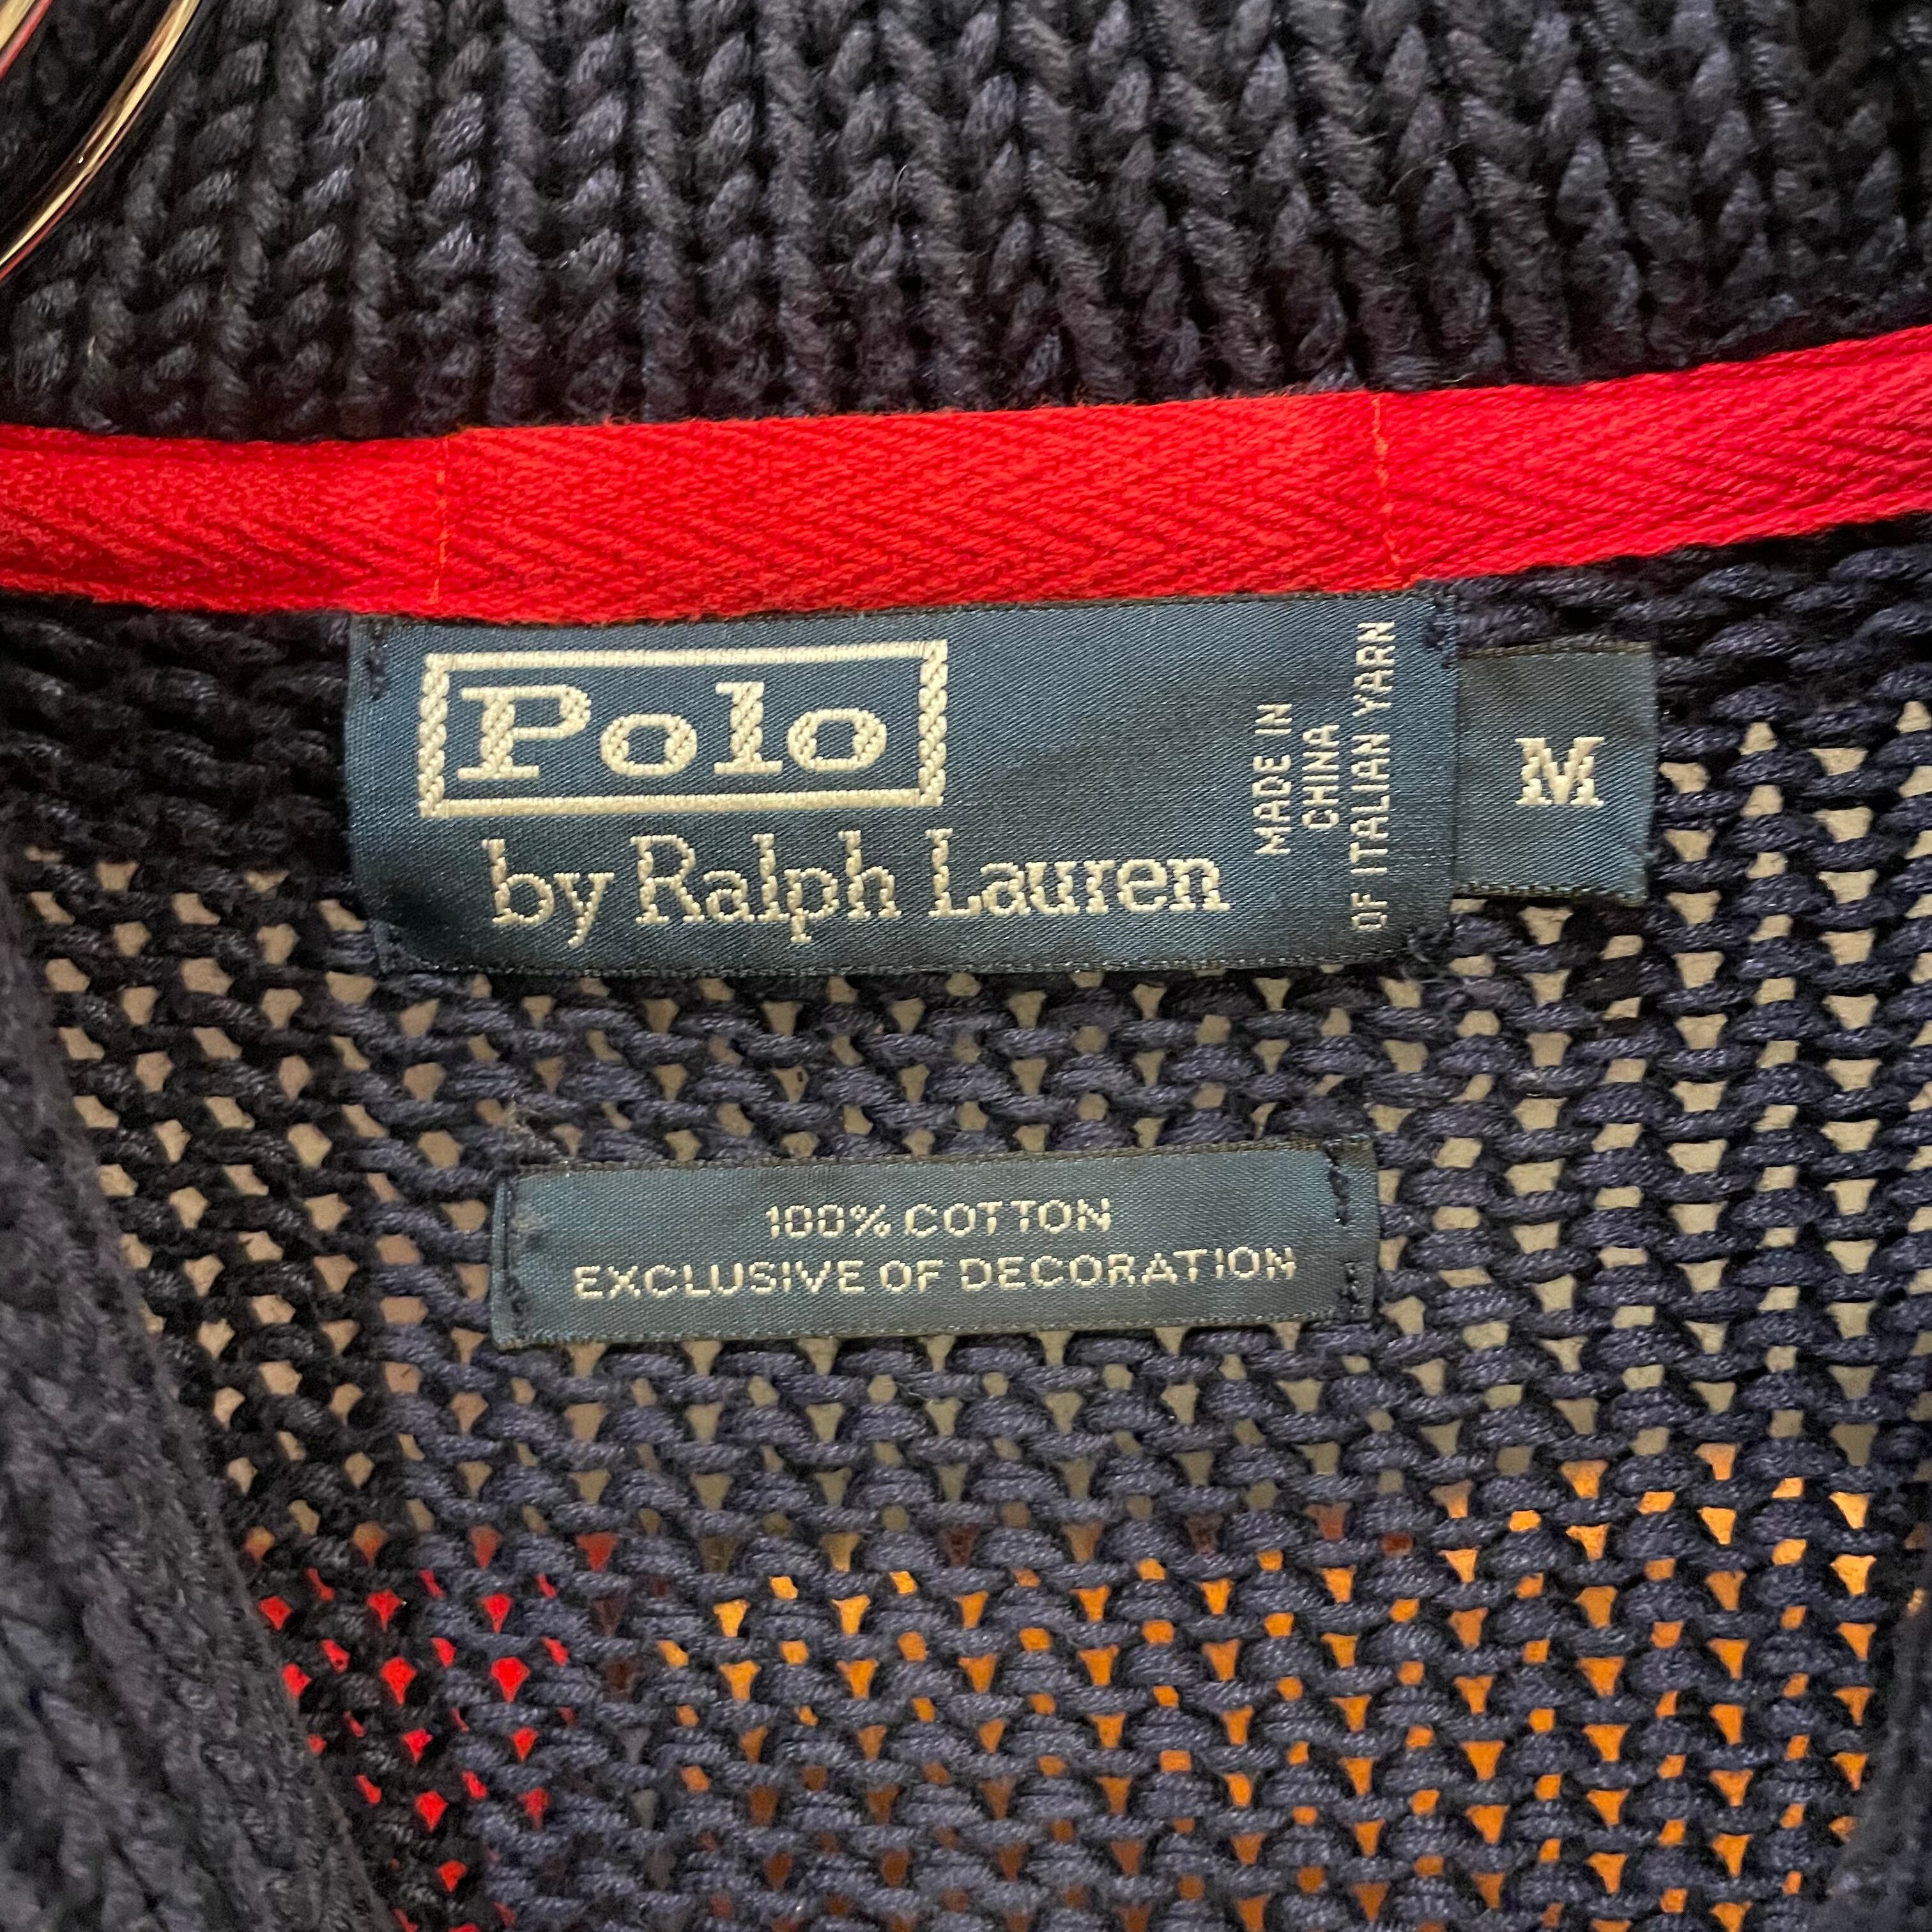 Polo
by Ralph Lauren
MADE IN
CHINA
OF ITALIAN YARN
M
100% COTTON
EXCLUSIVE OF DECORATION